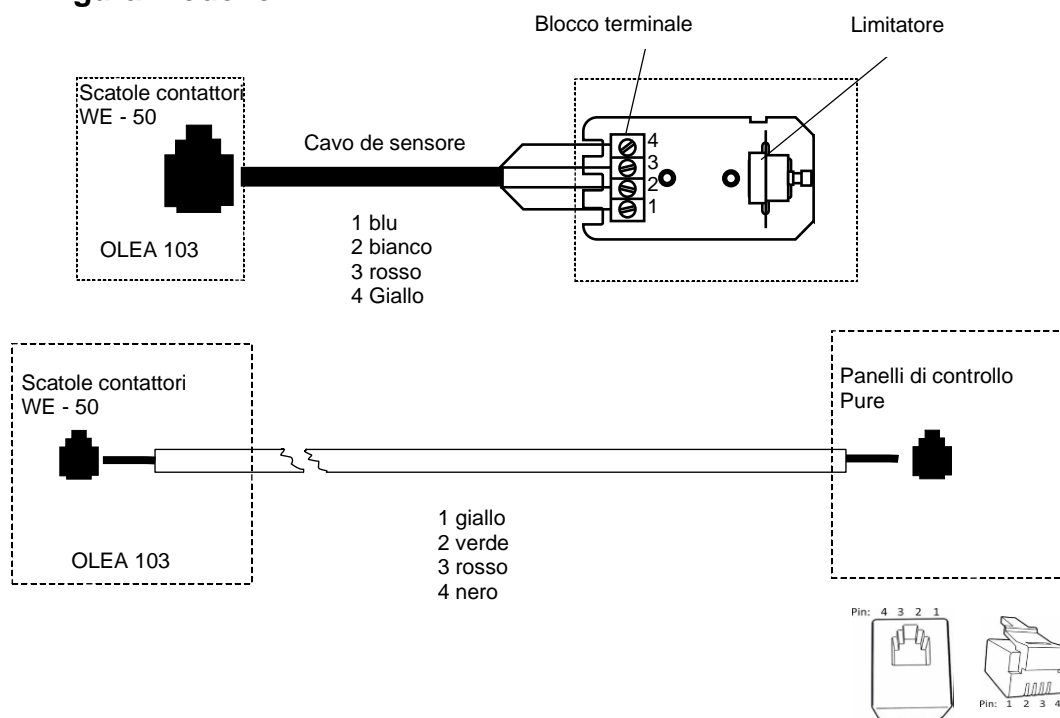 Blocco terminale
Limitatore
Scatole contattori
WE - 50
Cavo de sensore
4
3
2
1
1 blu
2 bianco
3 rosso
4 Giallo
OLEA 103
Scatole contattori
WE - 50
Panelli di controllo
Pure
1 giallo
2 verde
3 rosso
4 nero
OLEA 103
Pin: 4 3 2 1
Pin: 1 2 3 4